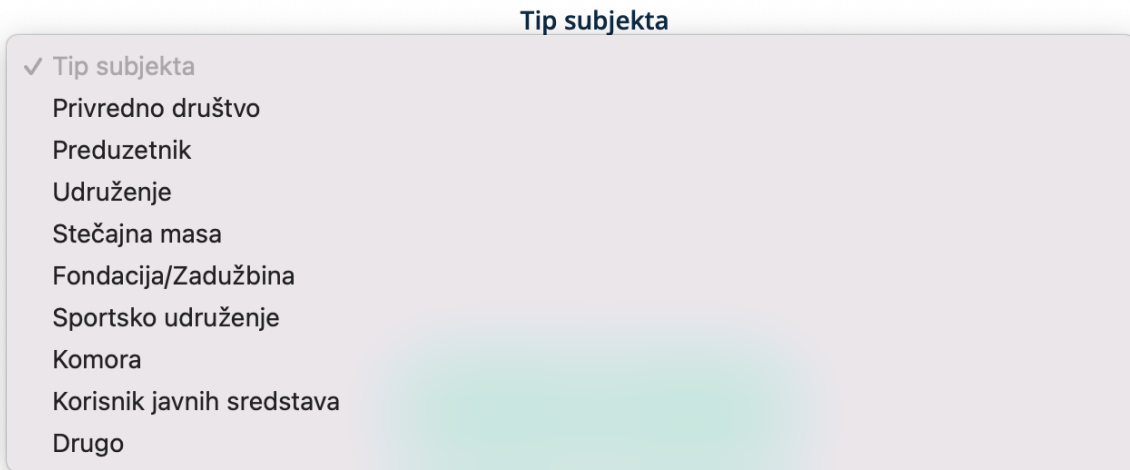 Tip subjekta
✓ Tip subjekta
Privredno društvo
Preduzetnik
Udruženje
Stečajna masa
Fondacija/Zadužbina
Sportsko udruženje
Komora
Korisnik javnih sredstava
Drugo